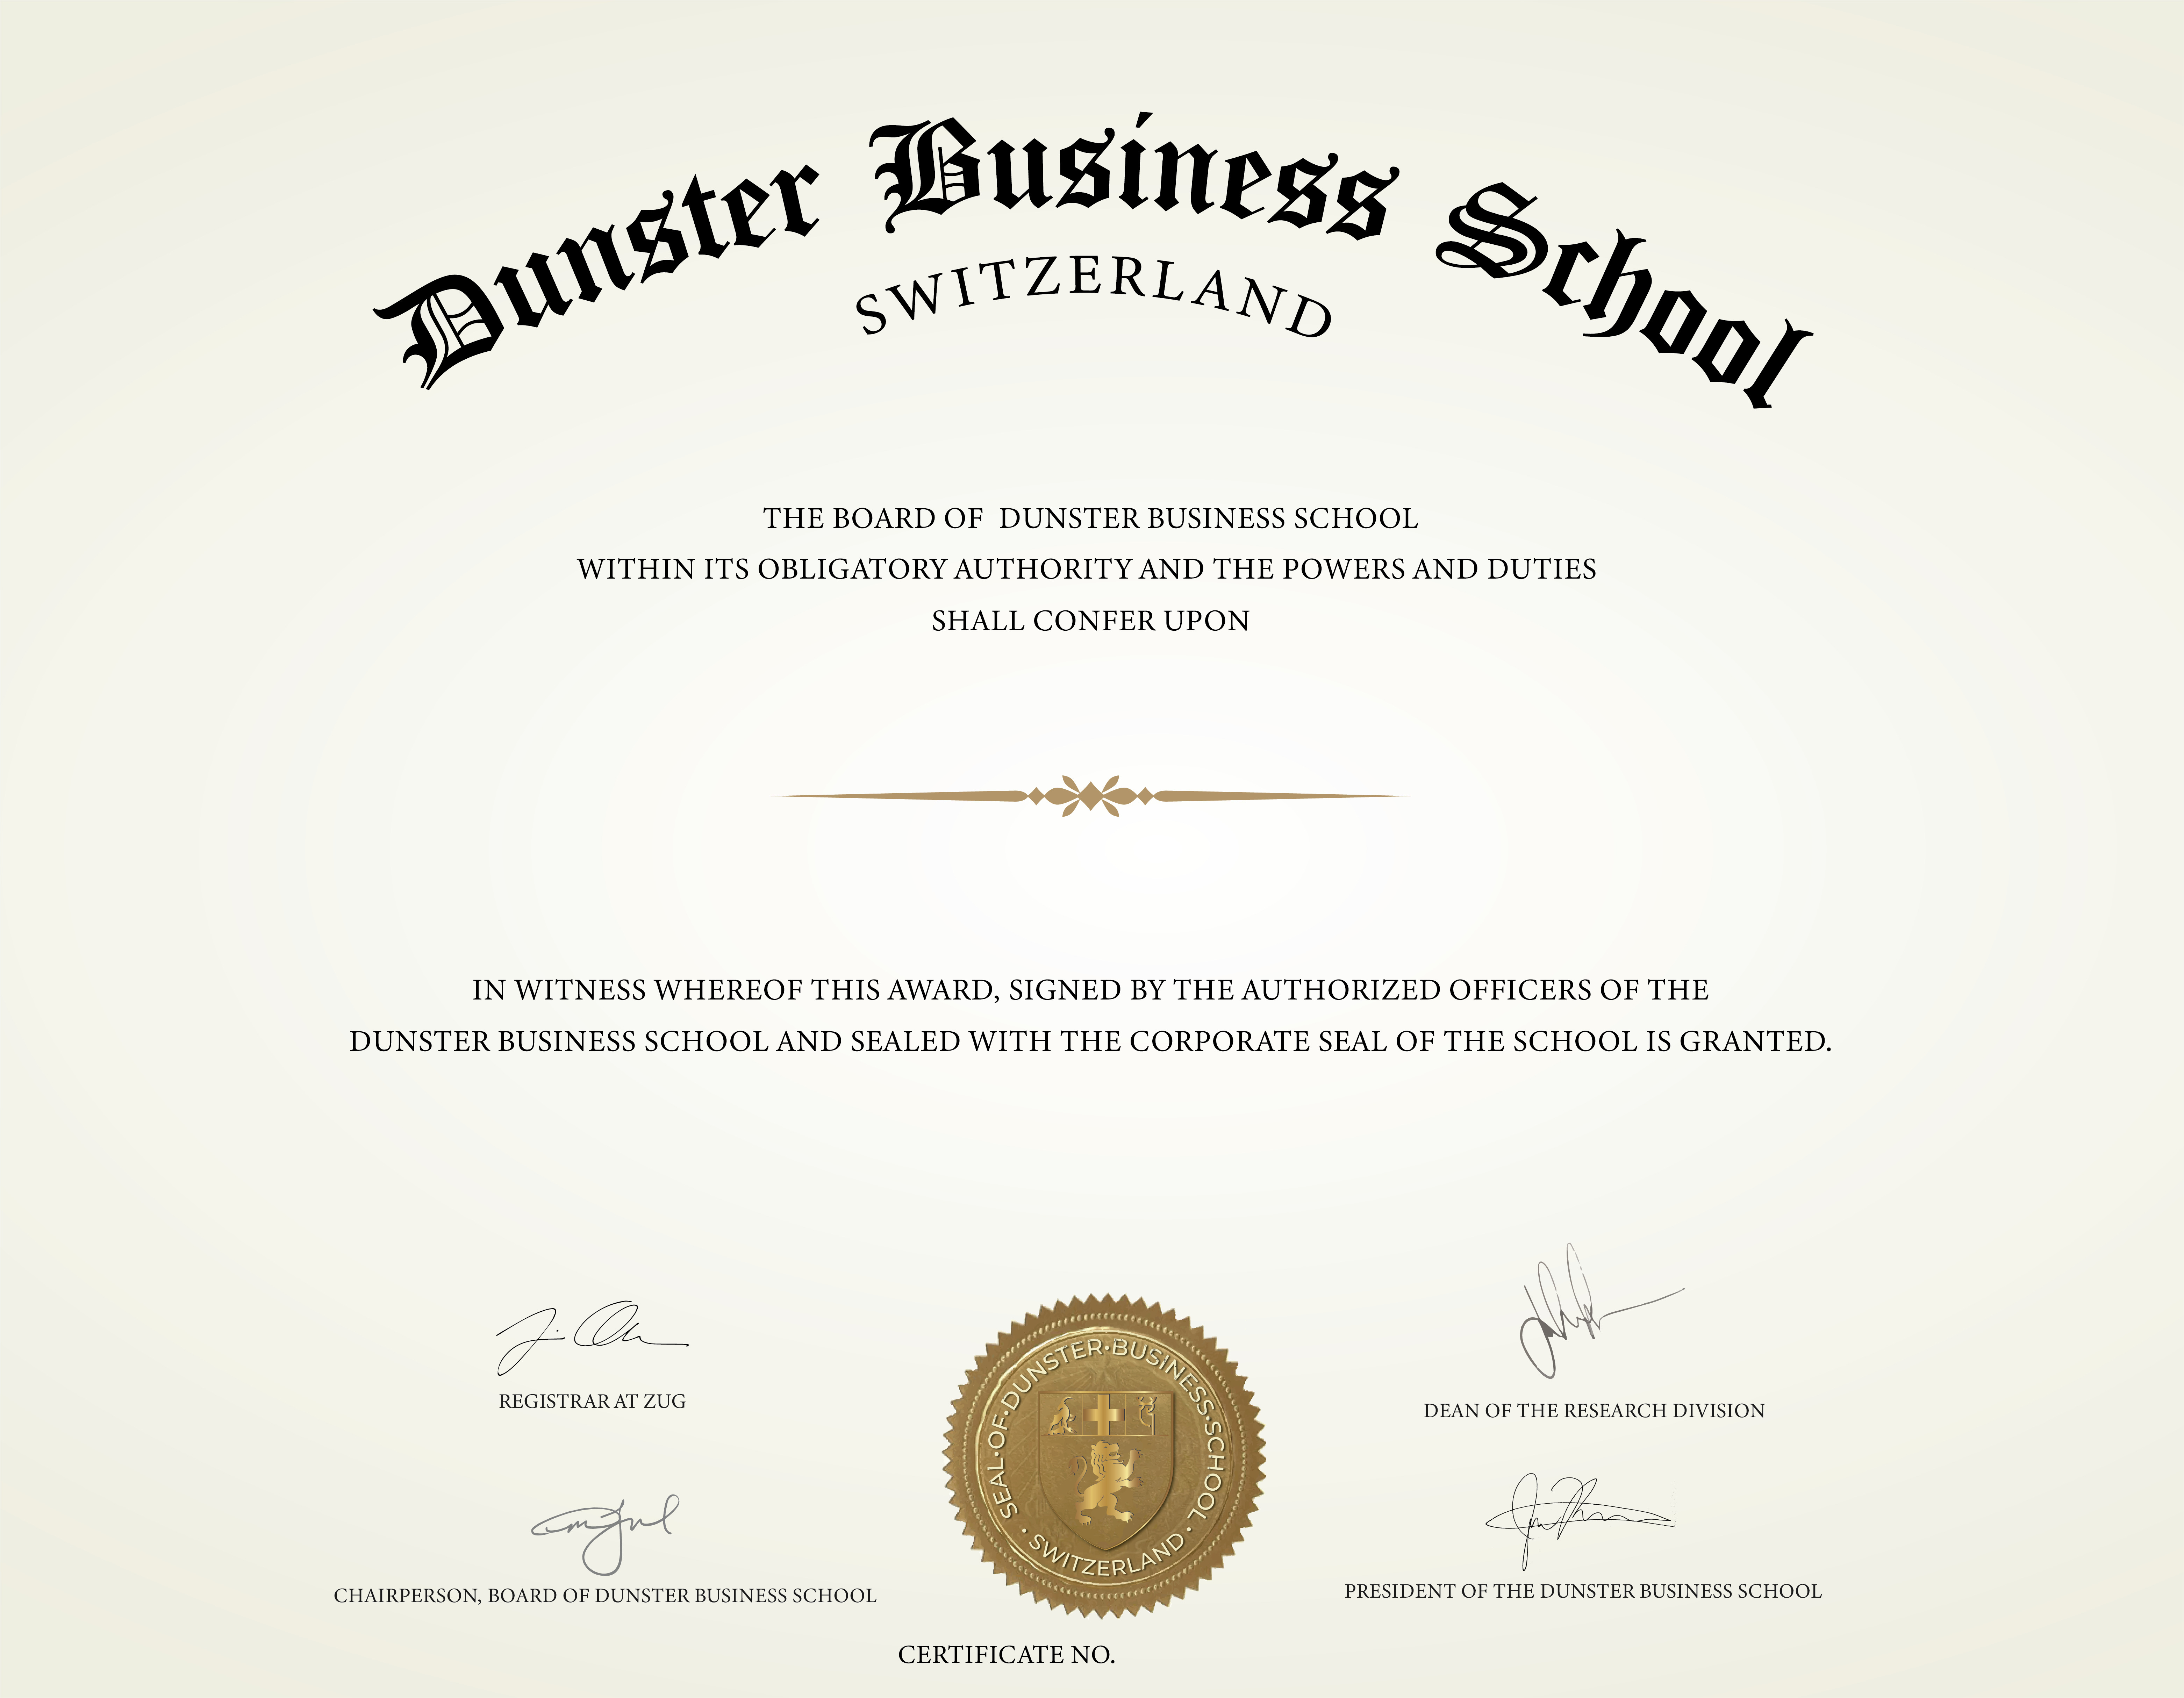 Dunster Business School
SWITZERLAND
THE BOARD OF DUNSTER BUSINESS SCHOOL
WITHIN ITS OBLIGATORY AUTHORITY AND THE POWERS AND DUTIES
SHALL CONFER UPON
IN WITNESS WHEREOF THIS AWARD, SIGNED BY THE AUTHORIZED OFFICERS OF THE
DUNSTER BUSINESS SCHOOL AND SEALED WITH THE CORPORATE SEAL OF THE SCHOOL IS GRANTED.
REGISTRAR AT ZUG
DEAN OF THE RESEARCH DIVISION
SEAL·OF·DUNSTER·BUSINESS·SCHOOL
·SWITZERLAND·
CHAIRPERSON, BOARD OF DUNSTER BUSINESS SCHOOL
PRESIDENT OF THE DUNSTER BUSINESS SCHOOL
CERTIFICATE NO.